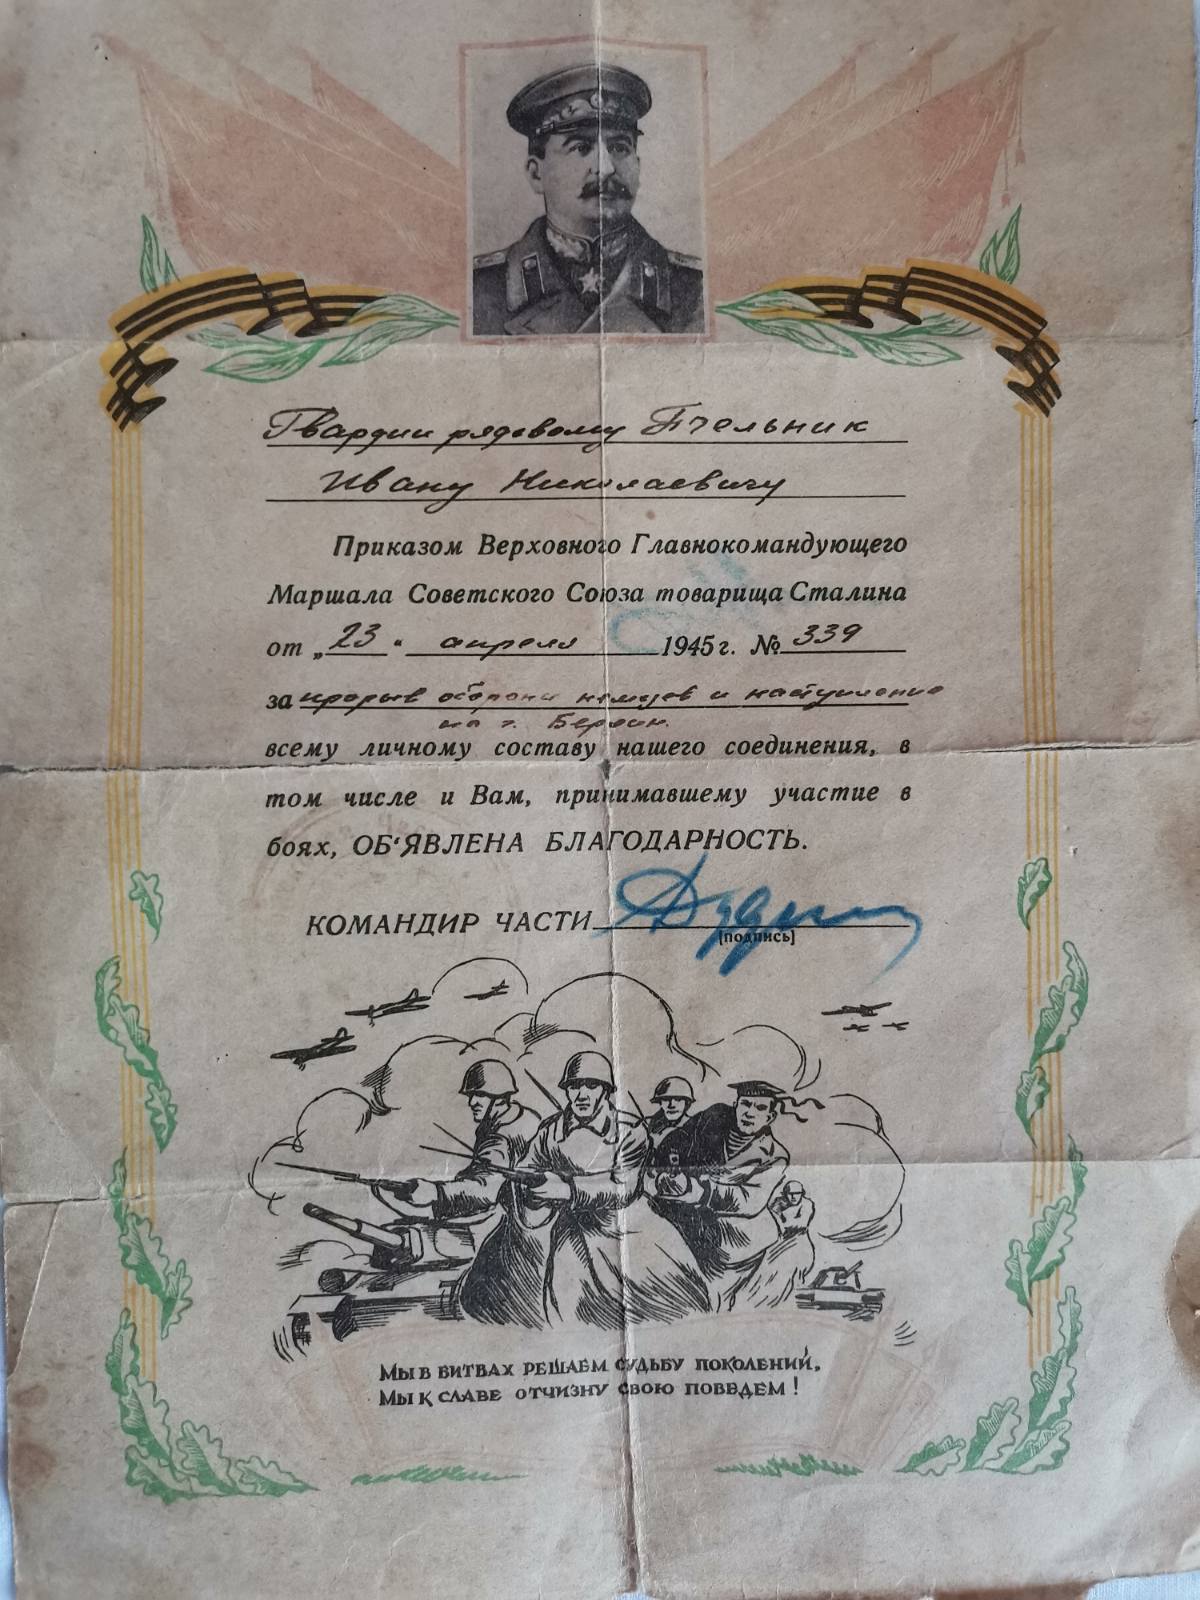 Гвардии рядовому Пчельник
Ивану Николаевичу
Приказом Верховного Главнокомандующего
Маршала Советского Союза товарища Сталина
от „23“ апреля 1945 г. № 339
за прорыв обороны немцев и наступление
на г. Берлин.
всему личному составу нашего соединения, в
том числе и Вам, принимавшему участие в
боях, ОБ‘ЯВЛЕНА БЛАГОДАРНОСТЬ.
КОМАНДИР ЧАСТИ
(подпись)
МЫ В БИТВАХ РЕШАЕМ СУДЬБУ ПОКОЛЕНИЙ,
МЫ К СЛАВЕ ОТЧИЗНУ СВОЮ ПОВЕДЕМ!